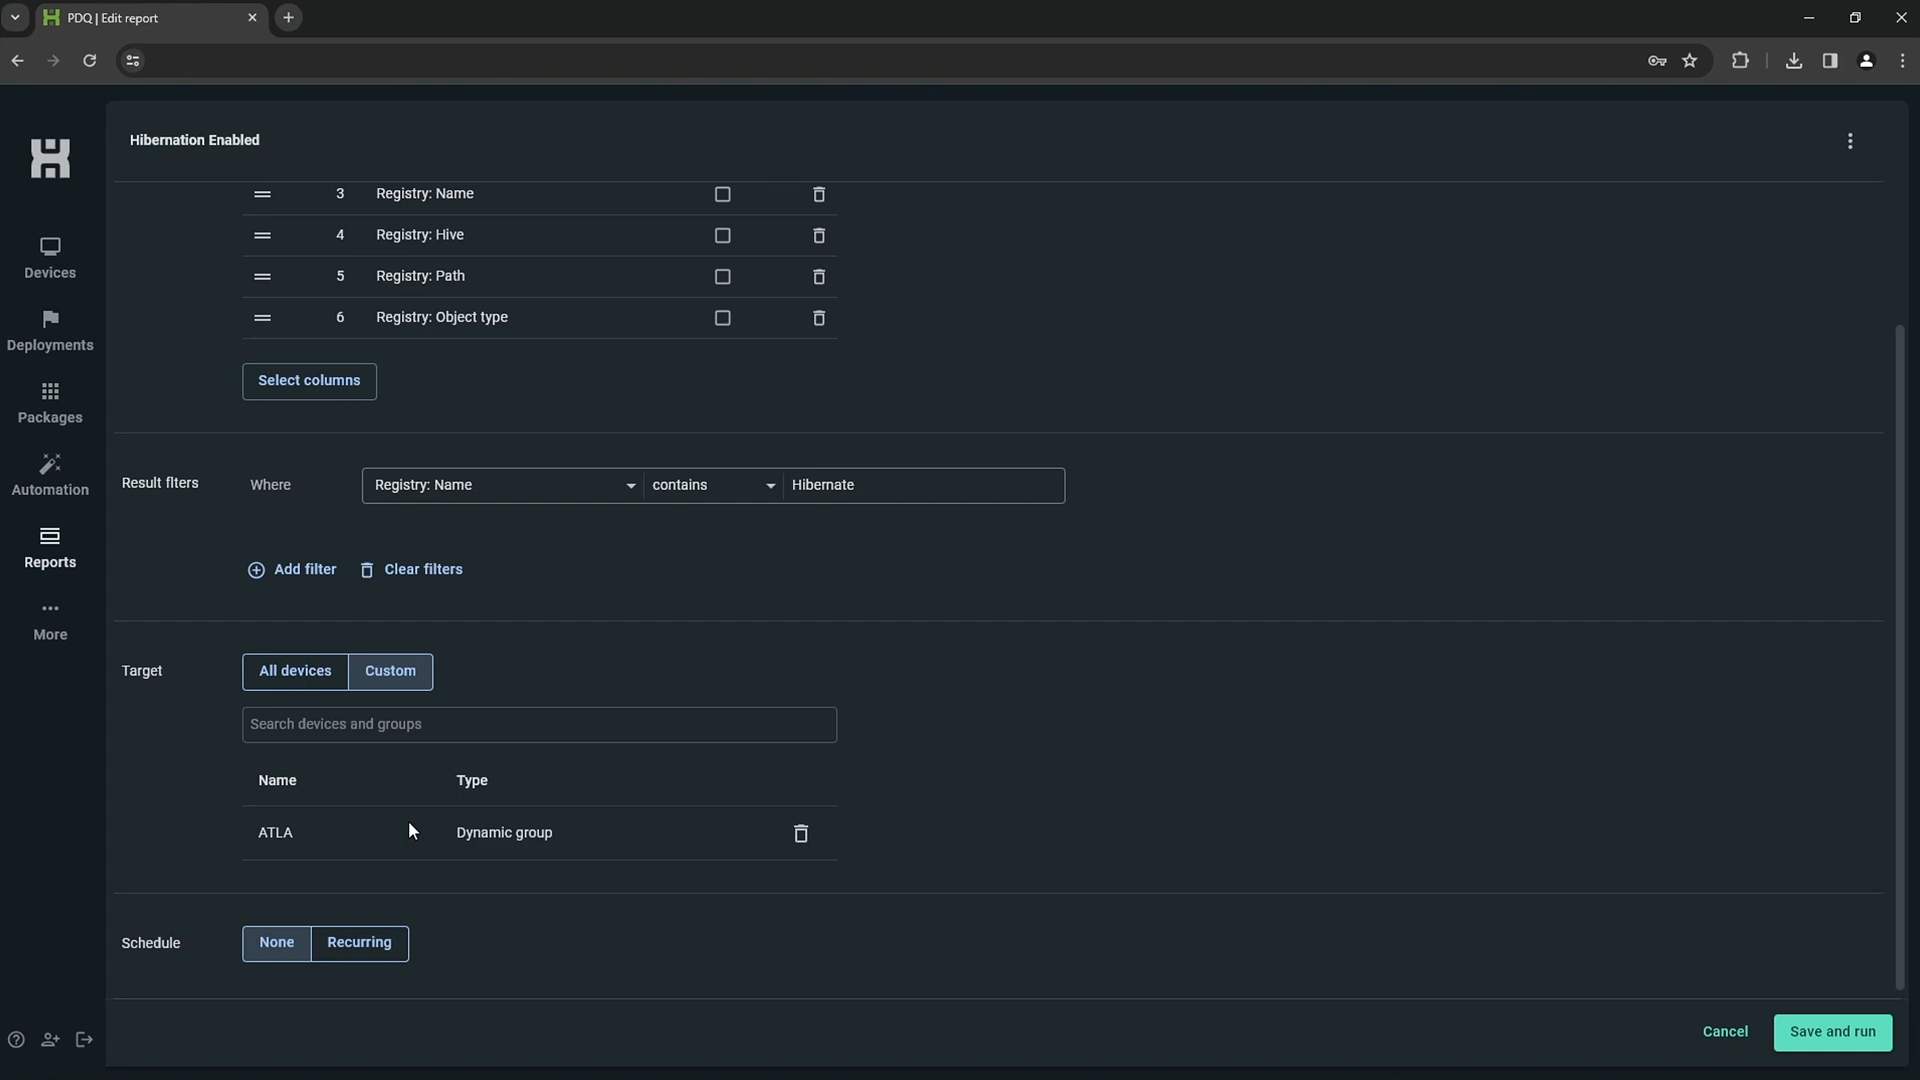 PDQ | Edit report
Hibernation Enabled
3 Registry: Name
4 Registry: Hive
5 Registry: Path
6 Registry: Object type
Select columns
Result flters Where Registry: Name contains Hibernate
Add filter Clear filters
Target All devices Custom
Search devices and groups
Name Type
ATLA Dynamic group
Schedule None Recurring
Cancel Save and run
Devices
Deployments
Packages
Automation
Reports
More